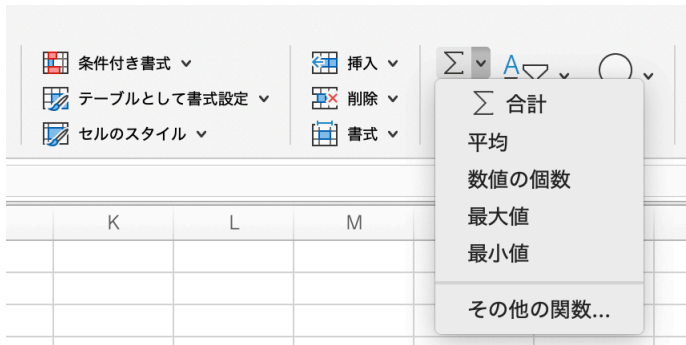 条件付き書式
テーブルとして書式設定
セルのスタイル
挿入
削除
書式
Σ
A
Σ 合計
平均
数値の個数
最大値
最小値
その他の関数...
K L M